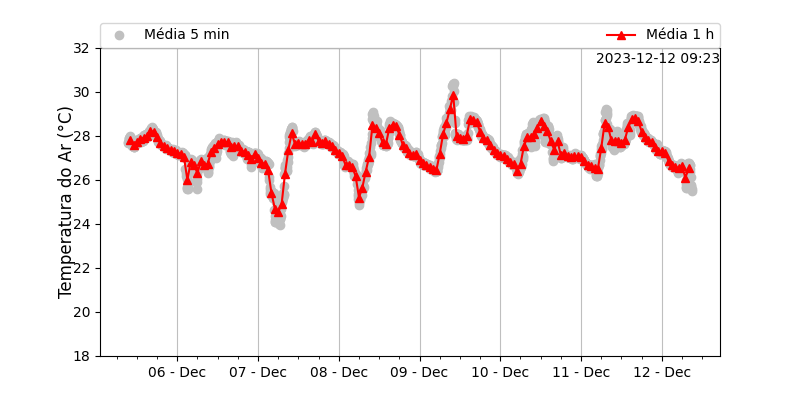 Média 5 min
Média 1 h
2023-12-12 09:23
Temperatura do Ar (°C)
32
30
28
26
24
22
20
18
06 - Dec
07 - Dec
08 - Dec
09 - Dec
10 - Dec
11 - Dec
12 - Dec